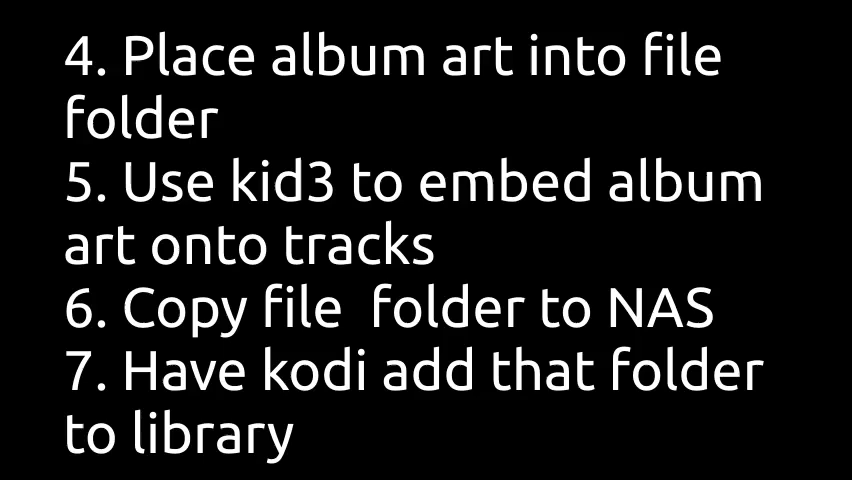 4. Place album art into file
folder
5. Use kid3 to embed album
art onto tracks
6. Copy file  folder to NAS
7. Have kodi add that folder
to library